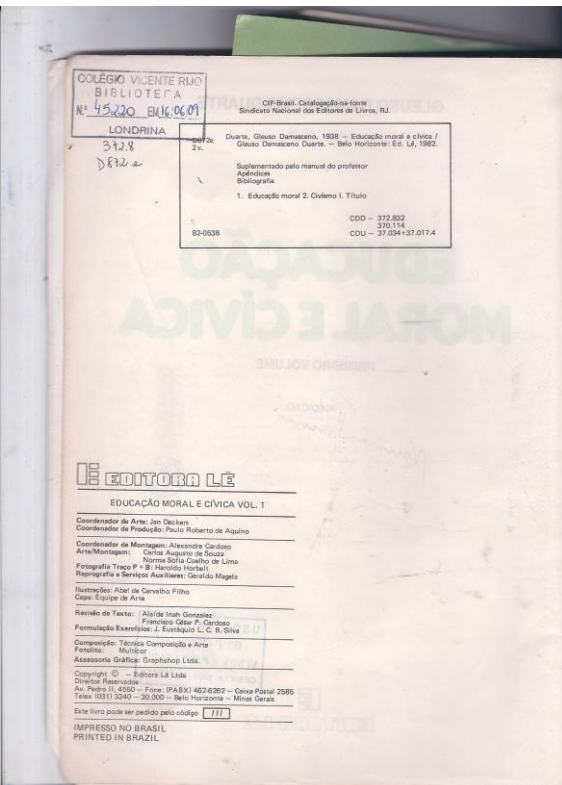 COLÉGIO VICENTE RIJO
BIBLIOTECA
N.º 45220 EM 16.06.09
LONDRINA
372.8
D872e
CIP-Brasil. Catalogação-na-fonte
Sindicato Nacional dos Editores de Livros, RJ.
D872e
2v.
Duarte, Gleuso Damasceno, 1938 — Educação moral e cívica /
Gleuso Damasceno Duarte. — Belo Horizonte: Ed. Lê, 1982.
Suplementado pelo manual do professor
Apêndices
Bibliografia
1. Educação moral 2. Civismo I. Título
CDD — 372.832
370.114
82-0638
CDU — 37.034+37.017.4
EDUCAÇÃO
MORAL E CÍVICA
PRIMEIRO VOLUME
EDITORA LÊ
EDUCAÇÃO MORAL E CÍVICA VOL. 1
Coordenador de Arte: Jan Deckers
Coordenador de Produção: Paulo Roberto de Aquino
Coordenador de Montagem: Alexandre Cardoso
Arte/Montagem: Carlos Augusto de Souza
Norma Sofia Coelho de Lima
Fotografia Traço P + B: Haroldo Horbelt
Reprografia e Serviços Auxiliares: Geraldo Magela
Ilustrações: Abel de Carvalho Filho
Capa: Equipe de Arte
Revisão de Texto: Alaíde Inah Gonzalez
Francisco César P. Cardoso
Formulação Exercícios: J. Eustáquio L. C. B. Silva
Composição: Técnica Composição e Arte
Fotolito: Multicor
Assessoria Gráfica: Graphshop Ltda.
Copyright © — Editora Lê Ltda
Direitos Reservados
Av. Pedro II, 4550 — Fone: (PABX) 462-6262 — Caixa Postal 2585
Telex (031) 3340 — 30.000 — Belo Horizonte — Minas Gerais
Este livro pode ser pedido pelo código 111
IMPRESSO NO BRASIL
PRINTED IN BRAZIL